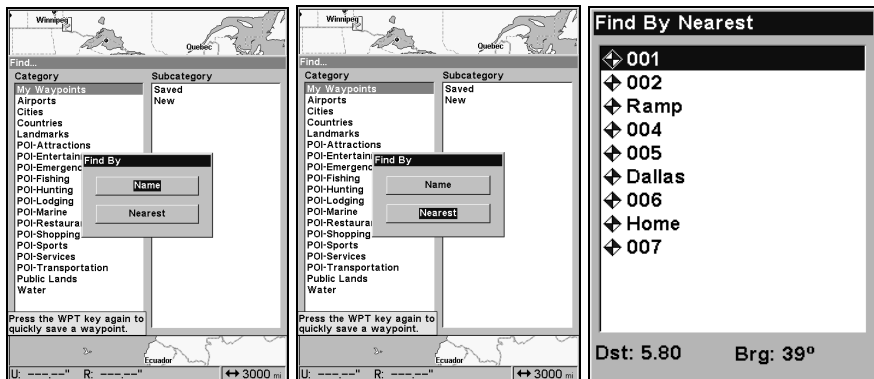 Winnipeg
Quebec
Find...
Category Subcategory
My Waypoints Saved
Airports New
Cities
Countries
Landmarks
POI-Attractions
POI-Entertain
POI-Emergenc
POI-Fishing
POI-Hunting
POI-Lodging
POI-Marine
POI-Restaura
POI-Shopping
POI-Sports
POI-Services
POI-Transportation
Public Lands
Water
Find By
Name
Nearest
Press the WPT key again to
quickly save a waypoint.
Ecuador
U: ---.--" R: ---.--" ↔ 3000 mi
Winnipeg
Quebec
Find...
Category Subcategory
My Waypoints Saved
Airports New
Cities
Countries
Landmarks
POI-Attractions
POI-Entertain
POI-Emergenc
POI-Fishing
POI-Hunting
POI-Lodging
POI-Marine
POI-Restaura
POI-Shopping
POI-Sports
POI-Services
POI-Transportation
Public Lands
Water
Find By
Name
Nearest
Press the WPT key again to
quickly save a waypoint.
Ecuador
U: ---.--" R: ---.--" ↔ 3000 mi
Find By Nearest
001
002
Ramp
004
005
Dallas
006
Home
007
Dst: 5.80 Brg: 39º